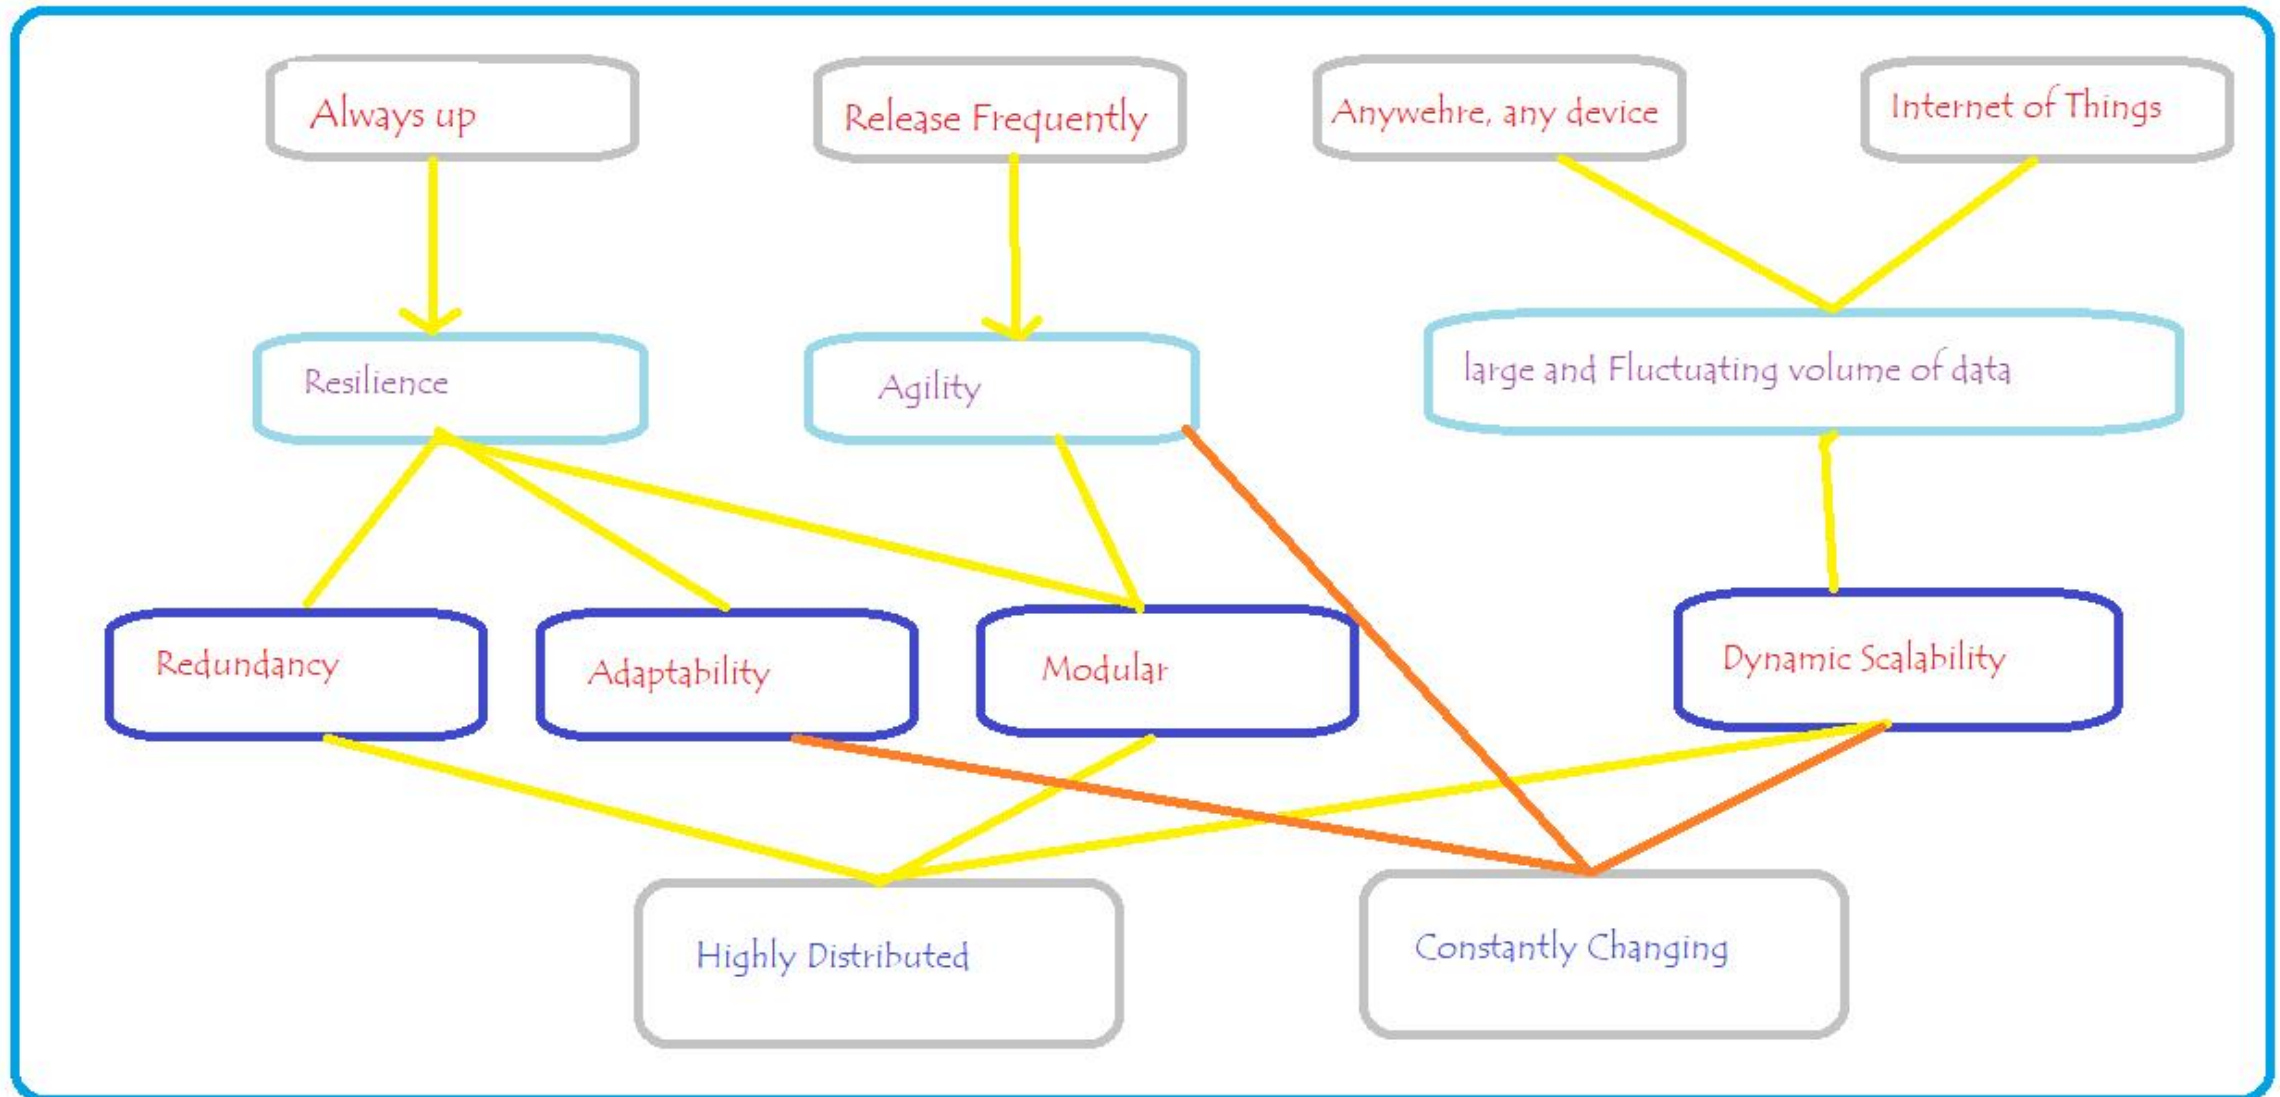 Always up
Release Frequently
Anywehre, any device
Internet of Things
Resilience
Agility
large and Fluctuating volume of data
Redundancy
Adaptability
Modular
Dynamic Scalability
Highly Distributed
Constantly Changing